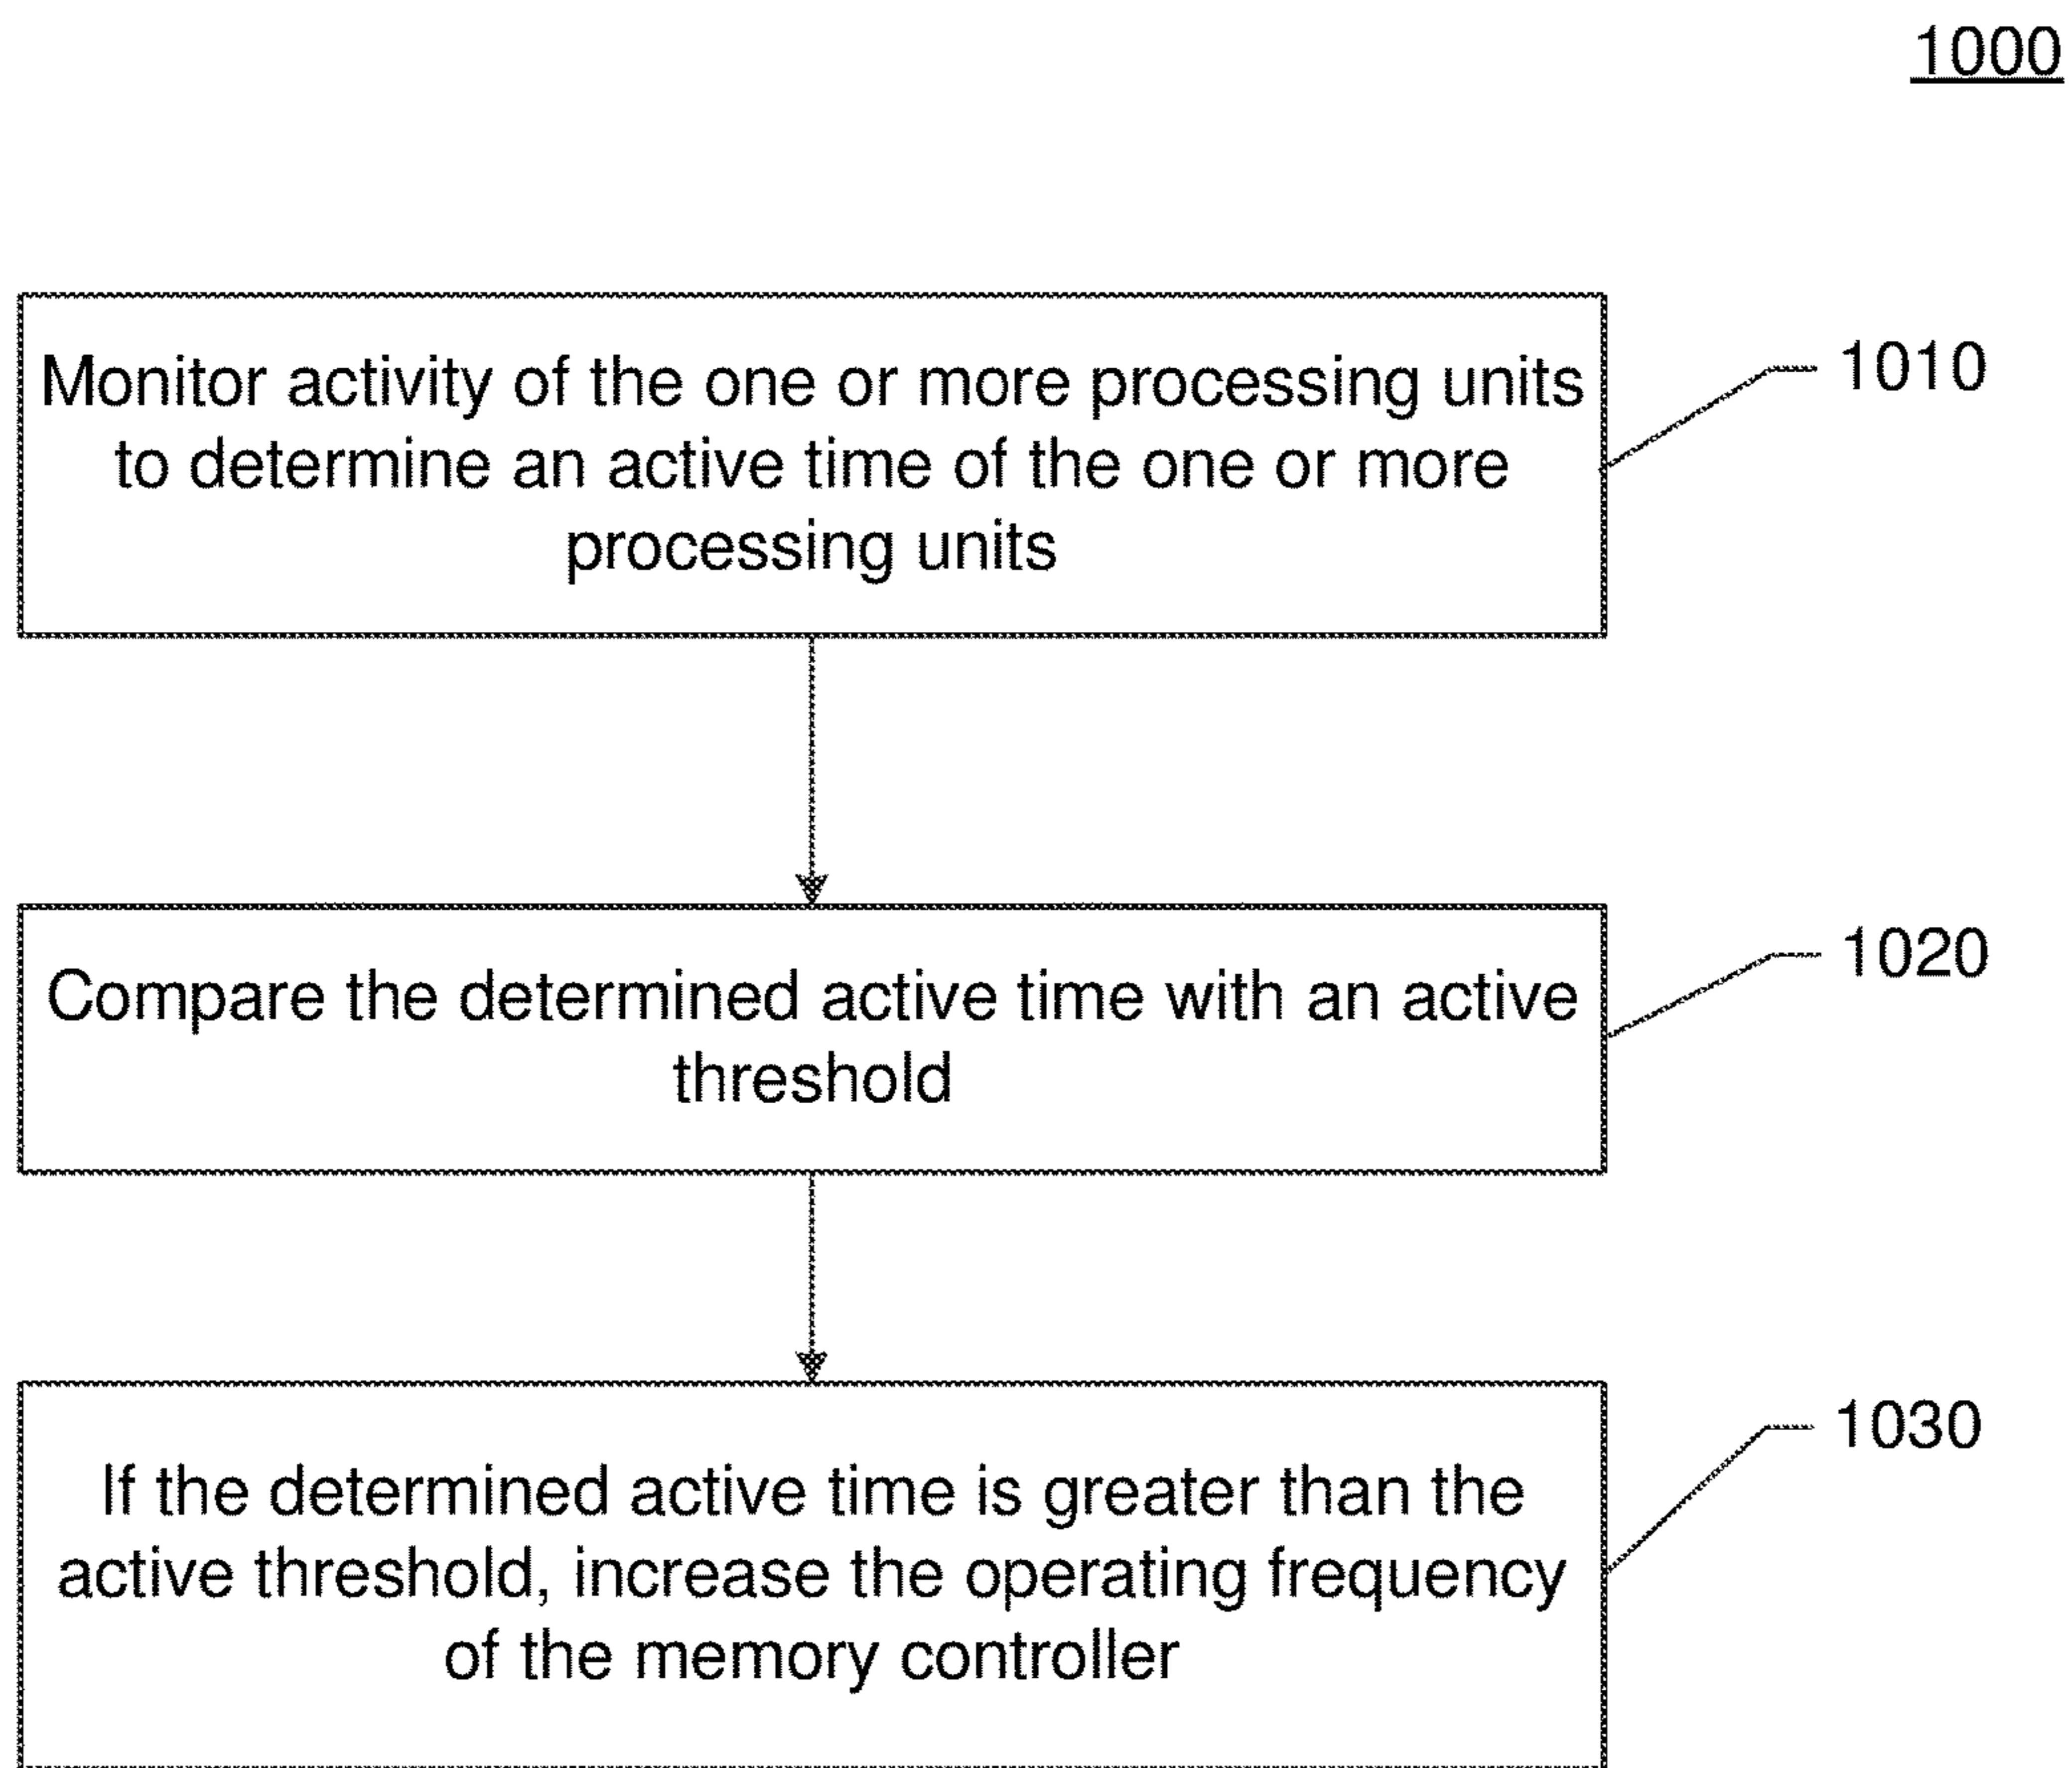 1000
Monitor activity of the one or more processing units
to determine an active time of the one or more
processing units
1010
Compare the determined active time with an active
threshold
1020
If the determined active time is greater than the
active threshold, increase the operating frequency
of the memory controller
1030